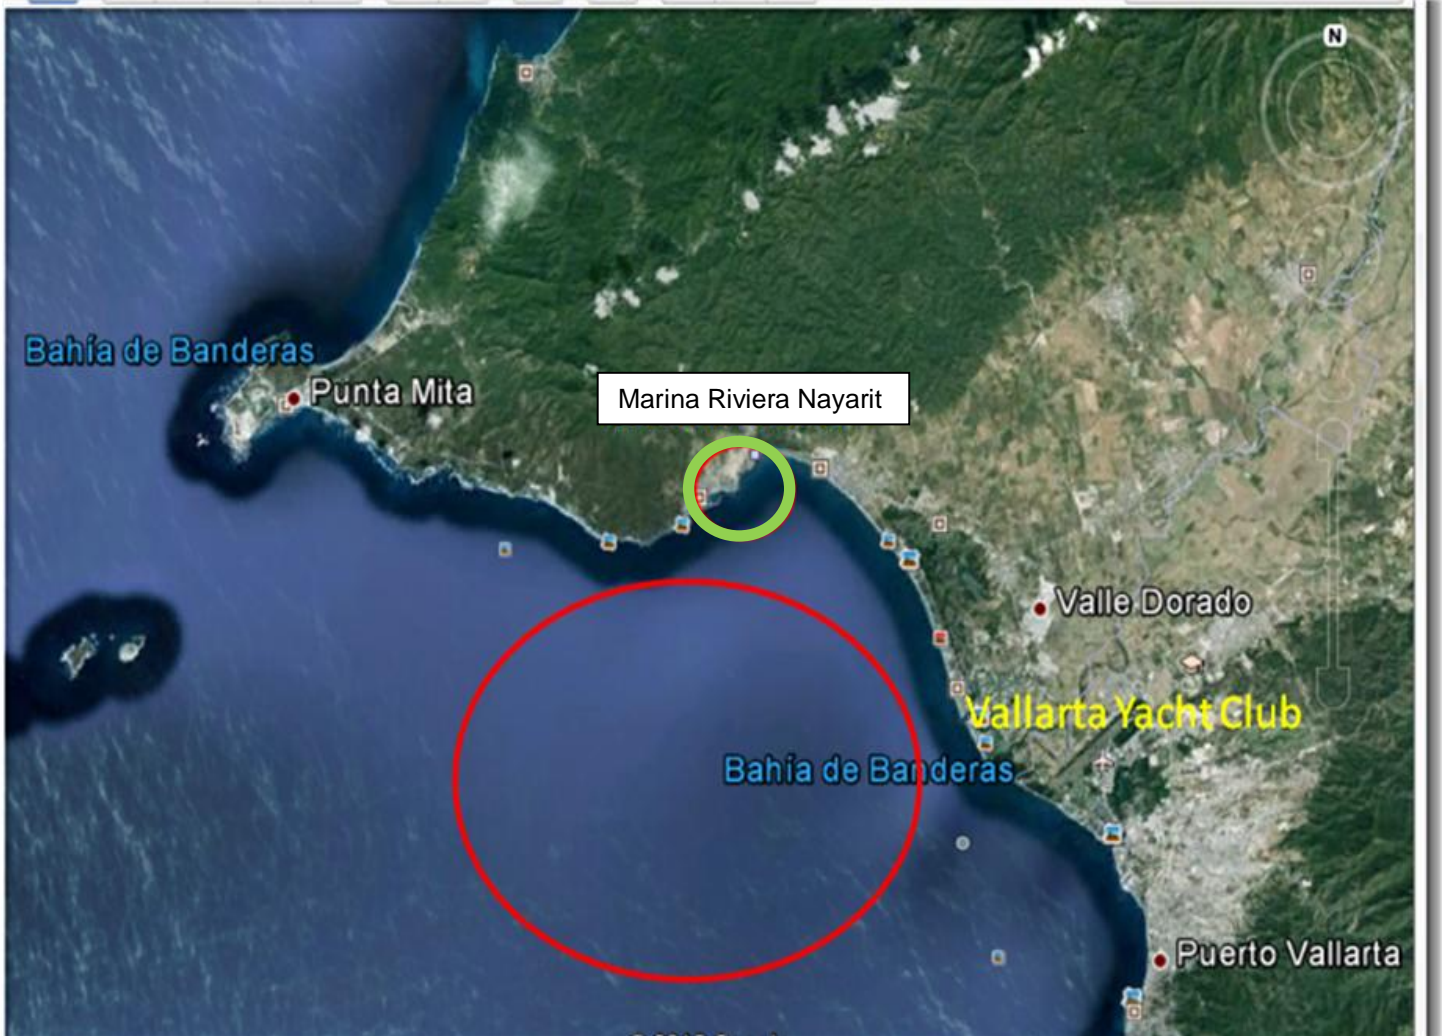 N
Bahía de Banderas
Punta Mita
Marina Riviera Nayarit
Valle Dorado
Vallarta Yacht Club
Bahía de Banderas
Puerto Vallarta